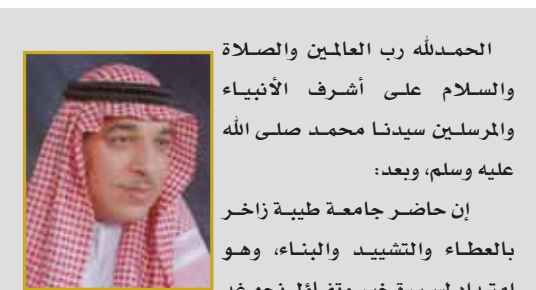 الحمدلله رب العالمين والصلاة
والسلام على أشرف الأنبياء
والمرسلين سيدنا محمد صلى الله
عليه وسلم، وبعد:
إن حاضر جامعة طيبة زاخر
بالعطاء والتشييد والبناء، وهو